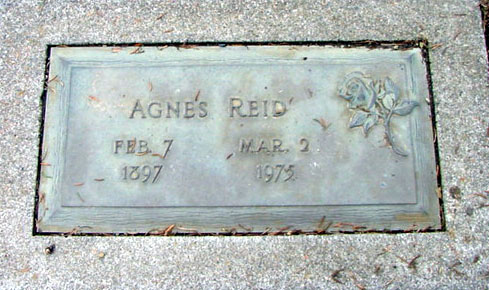 AGNES REID
FEB. 7 MAR. 2
1897 1975